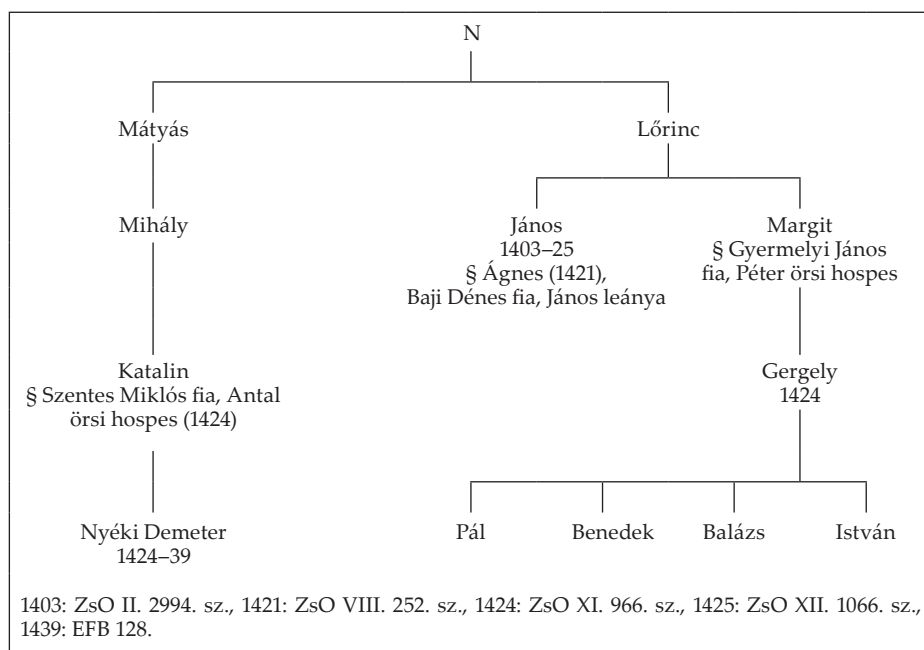 N
Mátyás
Lőrinc
Mihály
János
1403–25
§ Ágnes (1421),
Baji Dénes fia, János leánya
Margit
§ Gyermelyi János
fia, Péter örsi hospes
Katalin
§ Szentes Miklós fia, Antal
örsi hospes (1424)
Gergely
1424
Nyéki Demeter
1424–39
Pál
Benedek
Balázs
István
1403: ZsO II. 2994. sz., 1421: ZsO VIII. 252. sz., 1424: ZsO XI. 966. sz., 1425: ZsO XII. 1066. sz.,
1439: EFB 128.